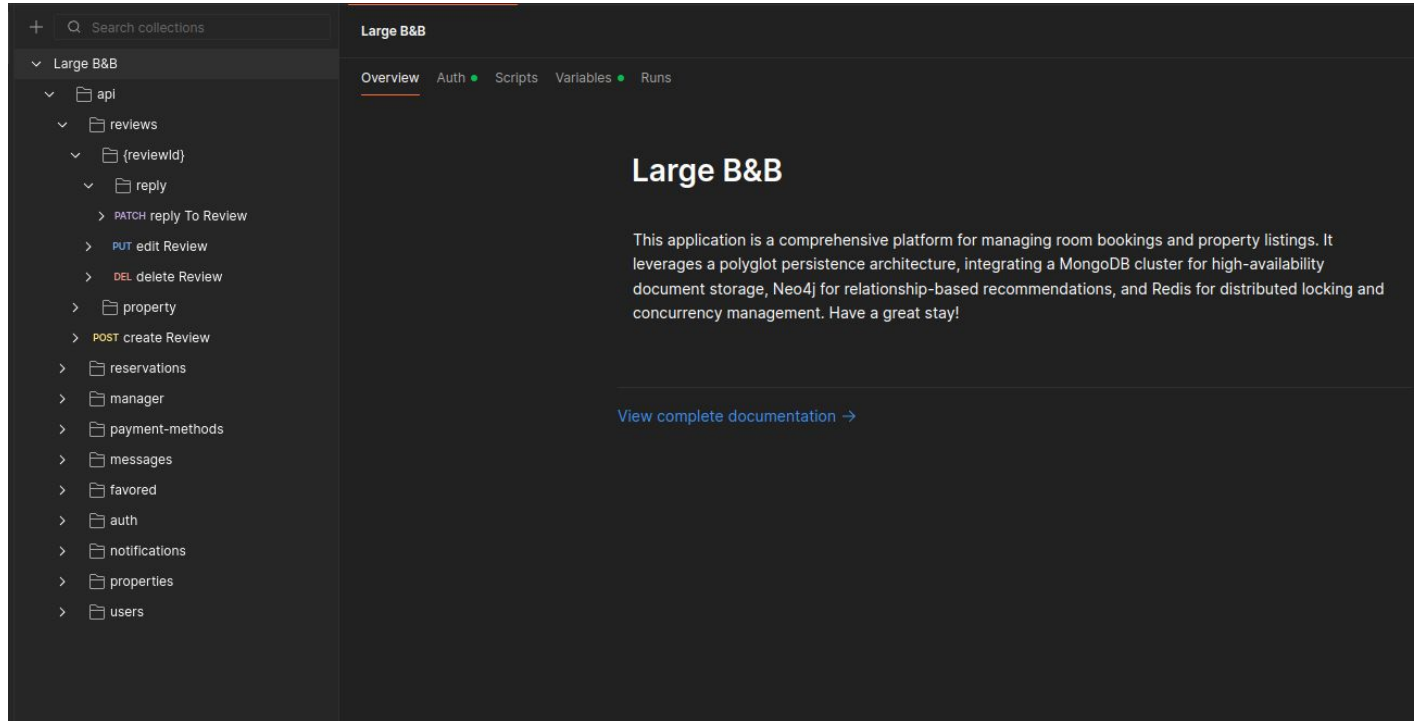 Search collections
Large B&B
api
reviews
{reviewId}
reply
PATCH reply To Review
PUT edit Review
DEL delete Review
property
POST create Review
reservations
manager
payment-methods
messages
favored
auth
notifications
properties
users
Large B&B
Overview Auth Scripts Variables Runs
Large B&B
This application is a comprehensive platform for managing room bookings and property listings. It
leverages a polyglot persistence architecture, integrating a MongoDB cluster for high-availability
document storage, Neo4j for relationship-based recommendations, and Redis for distributed locking and
concurrency management. Have a great stay!
View complete documentation →